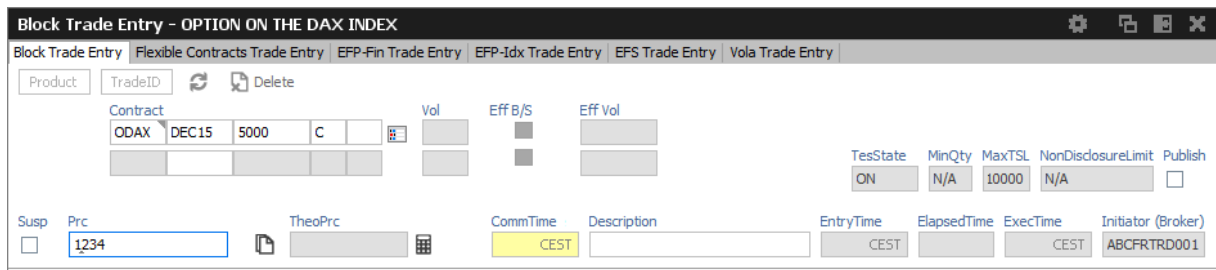 Block Trade Entry - OPTION ON THE DAX INDEX
Block Trade Entry Flexible Contracts Trade Entry EFP-Fin Trade Entry EFP-Idx Trade Entry EFS Trade Entry Vola Trade Entry
Product TradeID Delete
Contract Vol Eff B/S Eff Vol
ODAX DEC15 5000 C
TesState MinQty MaxTSL NonDisclosureLimit Publish
ON N/A 10000 N/A
Susp Prc TheoPrc CommTime Description EntryTime ElapsedTime ExecTime Initiator (Broker)
1234 CEST CEST CEST ABCFRTRD001